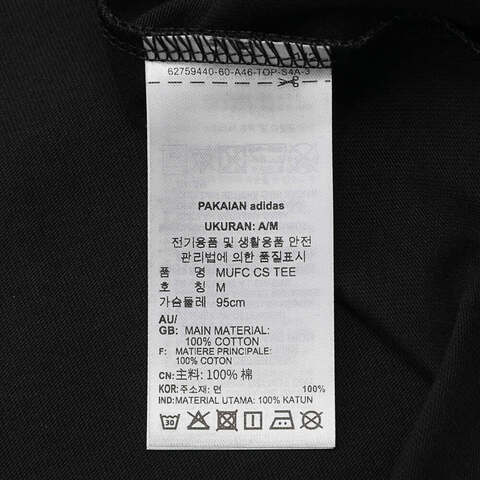 62759440-60-A46-TOP-S4A-3
PAKAIAN adidas
UKURAN: A/M
전기용품 및 생활용품 안전
관리법에 의한 품질표시
품 명 MUFC CS TEE
호 칭 M
가슴둘레 95cm
AU/
GB: MAIN MATERIAL:
100% COTTON
F: MATIERE PRINCIPALE:
100% COTON
CN: 主料: 100% 棉
KOR: 주소재: 면 100%
IND: MATERIAL UTAMA: 100% KATUN
30